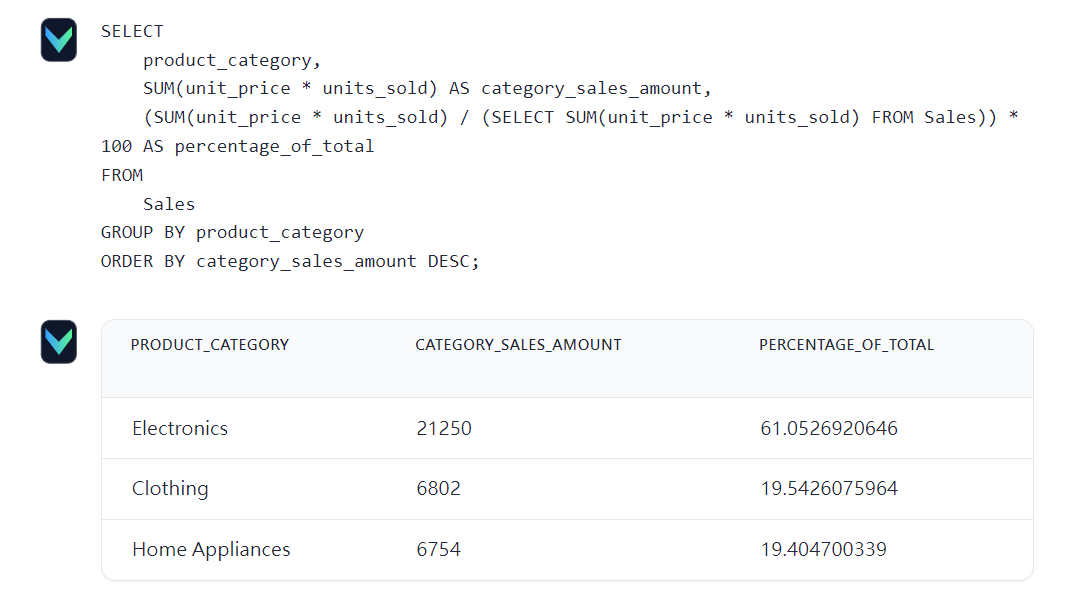 SELECT
    product_category,
    SUM(unit_price * units_sold) AS category_sales_amount,
    (SUM(unit_price * units_sold) / (SELECT SUM(unit_price * units_sold) FROM Sales)) *
100 AS percentage_of_total
FROM
    Sales
GROUP BY product_category
ORDER BY category_sales_amount DESC;
PRODUCT_CATEGORY CATEGORY_SALES_AMOUNT PERCENTAGE_OF_TOTAL
Electronics 21250 61.0526920646
Clothing 6802 19.5426075964
Home Appliances 6754 19.404700339